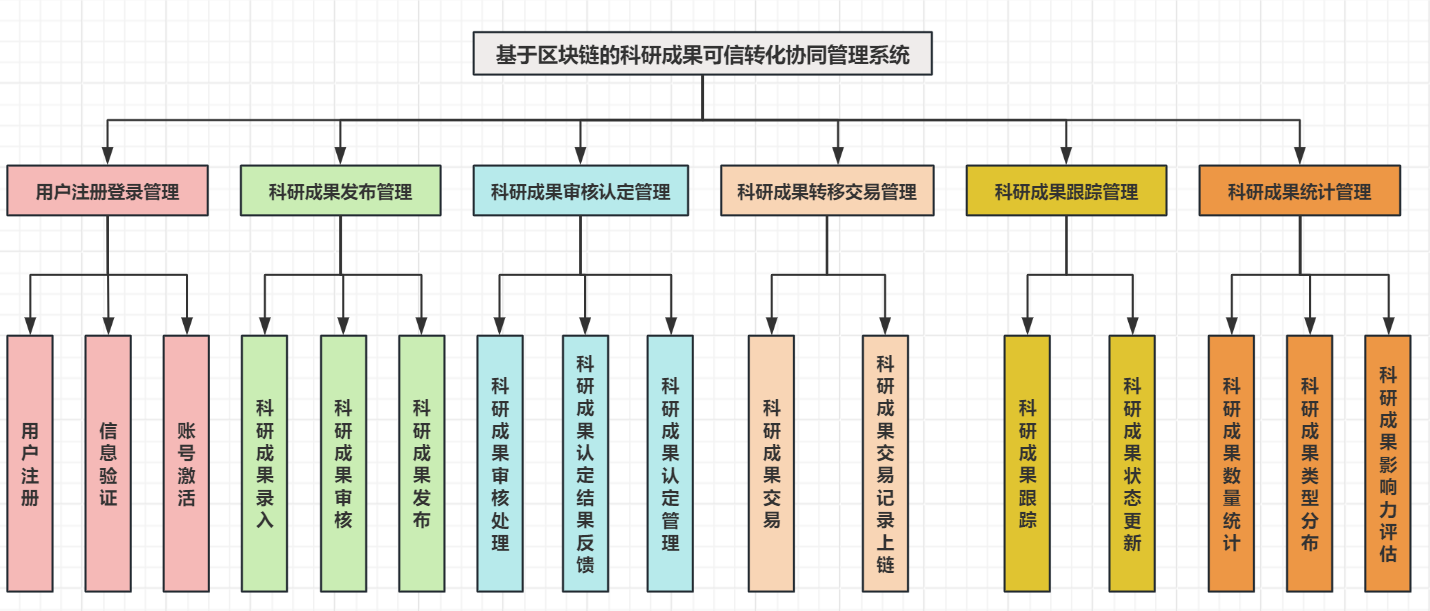 基于区块链的科研成果可信转化协同管理系统
用户注册登录管理
科研成果发布管理
科研成果审核认定管理
科研成果转移交易管理
科研成果跟踪管理
科研成果统计管理
用户注册
信息验证
账号激活
科研成果录入
科研成果审核
科研成果发布
科研成果审核处理
科研成果认定结果反馈
科研成果认定管理
科研成果交易
科研成果交易记录上链
科研成果跟踪
科研成果状态更新
科研成果数量统计
科研成果类型分布
科研成果影响力评估